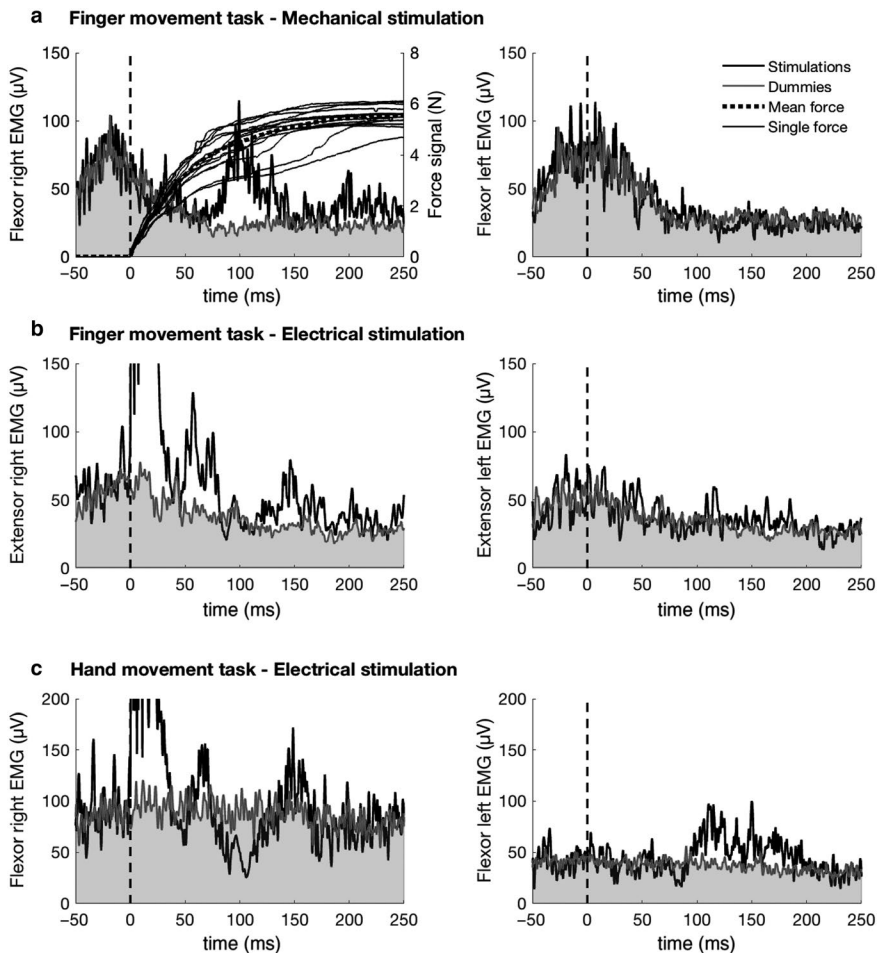 a Finger movement task - Mechanical stimulation
Flexor right EMG (µV)
150
100
50
0
-50 0 50 100 150 200 250
time (ms)
8
6
4
2
0
Force signal (N)
Flexor left EMG (µV)
150
100
50
0
-50 0 50 100 150 200 250
time (ms)
Stimulations
Dummies
Mean force
Single force
b Finger movement task - Electrical stimulation
Extensor right EMG (µV)
150
100
50
0
-50 0 50 100 150 200 250
time (ms)
Extensor left EMG (µV)
150
100
50
0
-50 0 50 100 150 200 250
time (ms)
c Hand movement task - Electrical stimulation
Flexor right EMG (µV)
200
150
100
50
0
-50 0 50 100 150 200 250
time (ms)
Flexor left EMG (µV)
200
150
100
50
0
-50 0 50 100 150 200 250
time (ms)